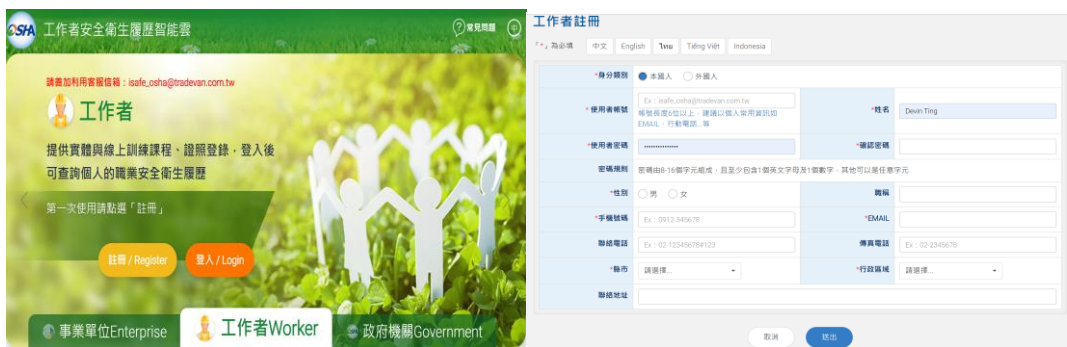 OSHA 工作者安全衛生履歷智能雲
? 常見問題 中
請善加利用客服信箱:isafe_osha@tradevan.com.tw
工作者
提供實體與線上訓練課程、證照登錄,登入後
可查詢個人的職業安全衛生履歷
第一次使用請點選「註冊」
註冊 / Register
登入 / Login
事業單位Enterprise
工作者Worker
政府機關Government
工作者註冊
「*」為必填 中文 English ไทย Tiếng Việt Indonesia
*身分類別 本國人 外國人
*使用者帳號 Ex:isafe_osha@tradevan.com.tw
帳號長度6位以上,建議以個人常用資訊如
EMAIL、行動電話...等
*姓名 Devin Ting
*使用者密碼 ••••••••••••••• *確認密碼
密碼規則 密碼由8-16個字元組成,且至少包含1個英文字母及1個數字,其他可以是任意字元
*性別 男 女 職稱
*手機號碼 Ex:0912-345678 *EMAIL
聯絡電話 Ex:02-12345678#123 傳真電話 Ex:02-2345678
*縣市 請選擇... *行政區域 請選擇...
聯絡地址
取消 送出